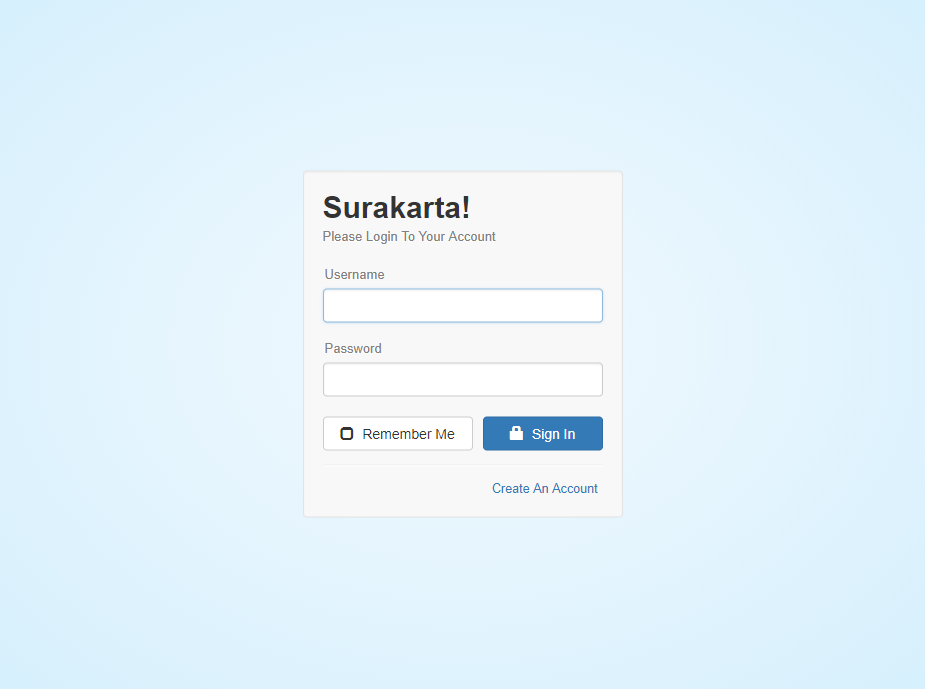 Surakarta!
Please Login To Your Account
Username
Password
Remember Me
Sign In
Create An Account